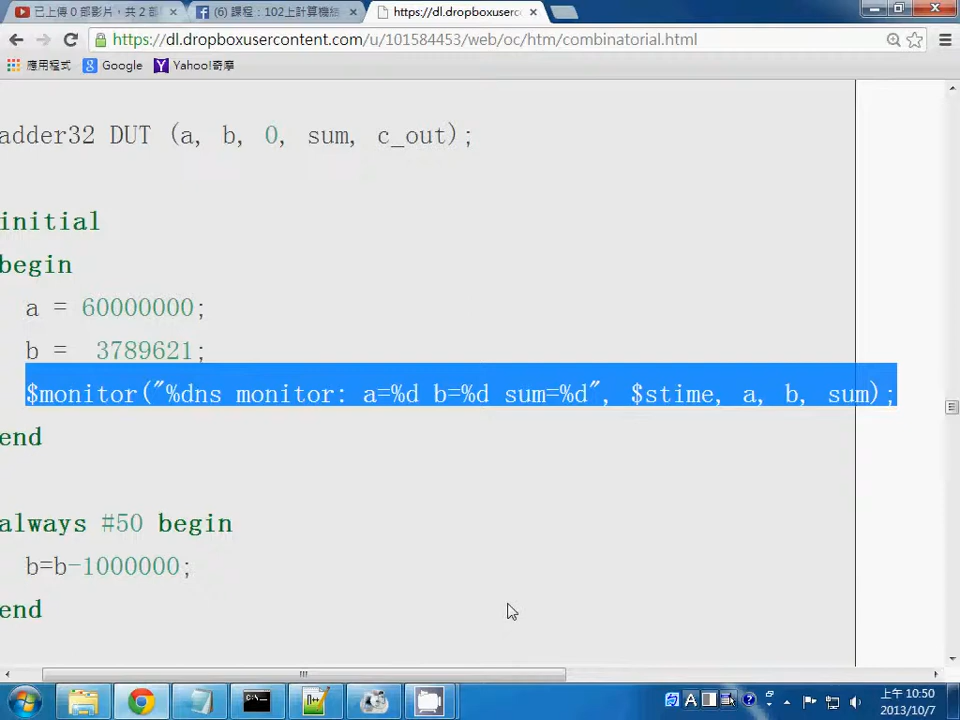 已上傳 0 部影片，共 2 部
(6) 課程：102上計算機結
https://dl.dropboxuserc
https://dl.dropboxusercontent.com/u/101584453/web/oc/htm/combinatorial.html
應用程式 Google Yahoo!奇摩
adder32 DUT (a, b, 0, sum, c_out);
initial
begin
a = 60000000;
b =  3789621;
$monitor("%dns monitor: a=%d b=%d sum=%d", $stime, a, b, sum);
end
always #50 begin
b=b-1000000;
end
上午 10:50
2013/10/7